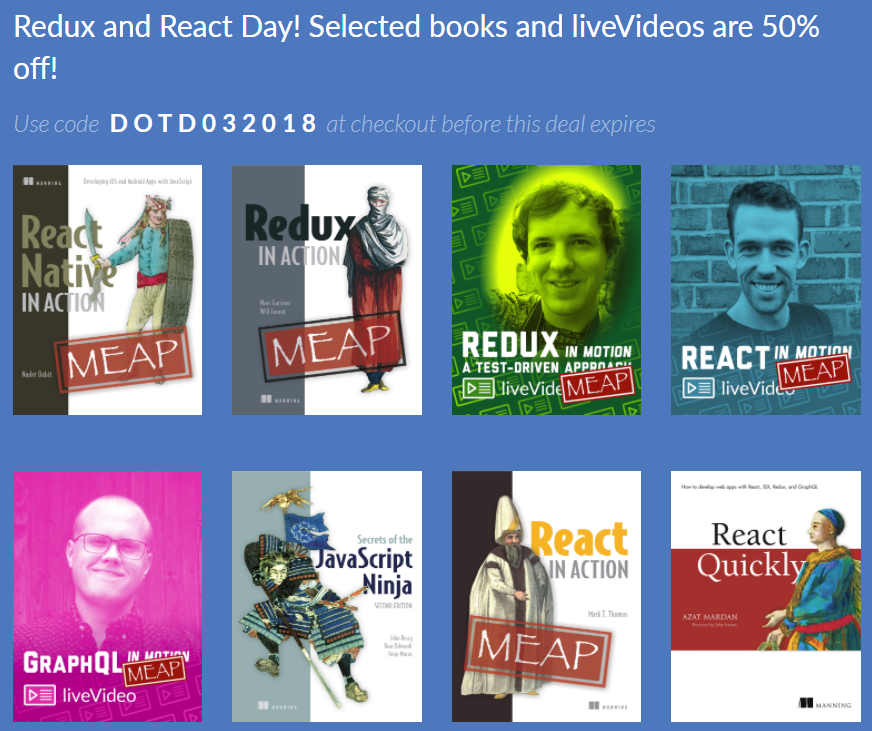 Redux and React Day! Selected books and liveVideos are 50%
off!
Use code DOTD032018 at checkout before this deal expires
MANNING
Developing iOS and Android Apps with JavaScript
React
Native
IN ACTION
MEAP
Nader Dabit
Redux
IN ACTION
Marc Garreau
Will Faurot
MEAP
MANNING
REDUX IN MOTION
A TEST-DRIVEN APPROACH
liveVideo
MEAP
REACT IN MOTION
liveVideo
MEAP
GRAPHQL IN MOTION
MEAP
liveVideo
Secrets of the
JavaScript
Ninja
SECOND EDITION
John Resig
Bear Bibeault
Josip Maras
MANNING
React
IN ACTION
Mark T. Thomas
MEAP
MANNING
How to develop web apps with React, JSX, Redux, and GraphQL
React
Quickly
AZAT MARDAN
MANNING